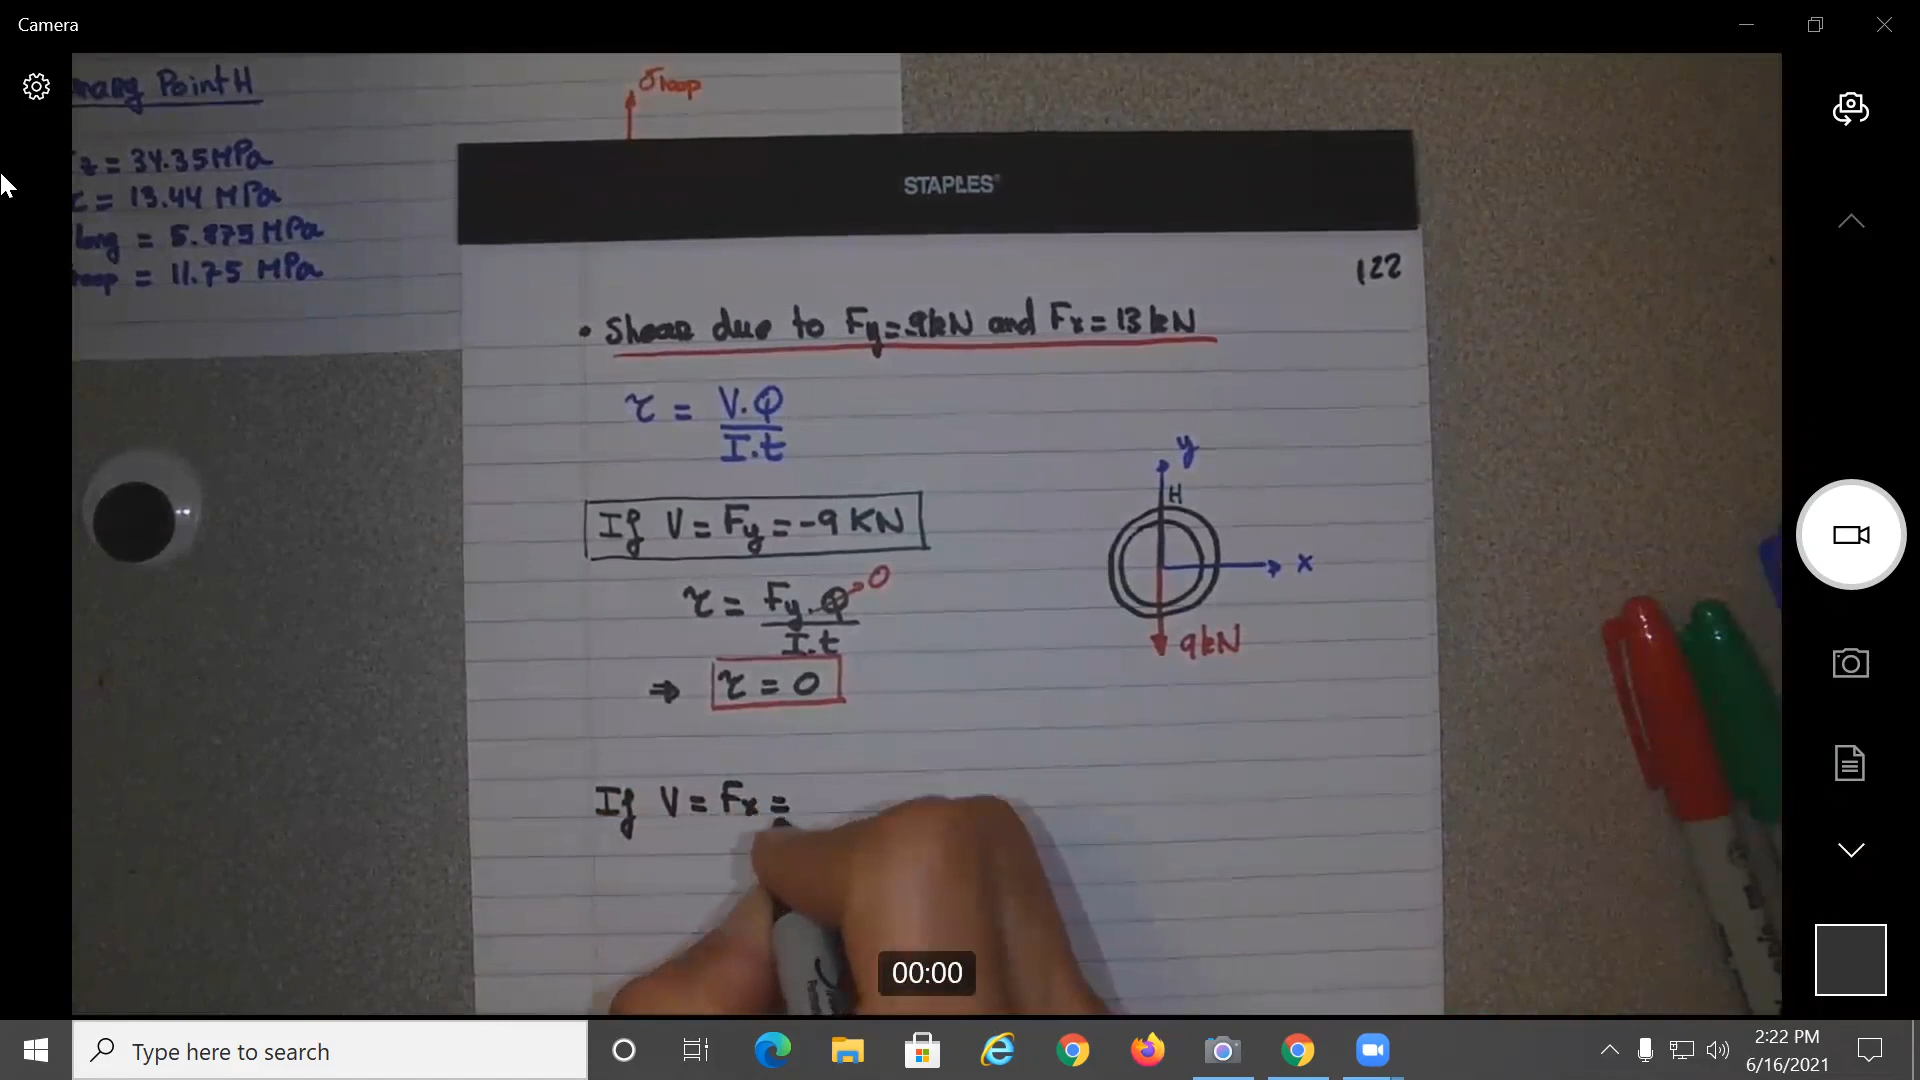 Camera
Point H
σhoop
z = 34.35 MPa
τ = 13.44 MPa
long = 5.875 MPa
hoop = 11.75 MPa
STAPLES
122
• Shear due to Fy = 9kN and Fx = 13 kN
τ = V.Q / I.t
y
H
x
9kN
If V = Fy = -9 KN
τ = Fy.Q / I.t
0
⇒ τ = 0
If V = Fx =
00:00
Type here to search
2:22 PM
6/16/2021